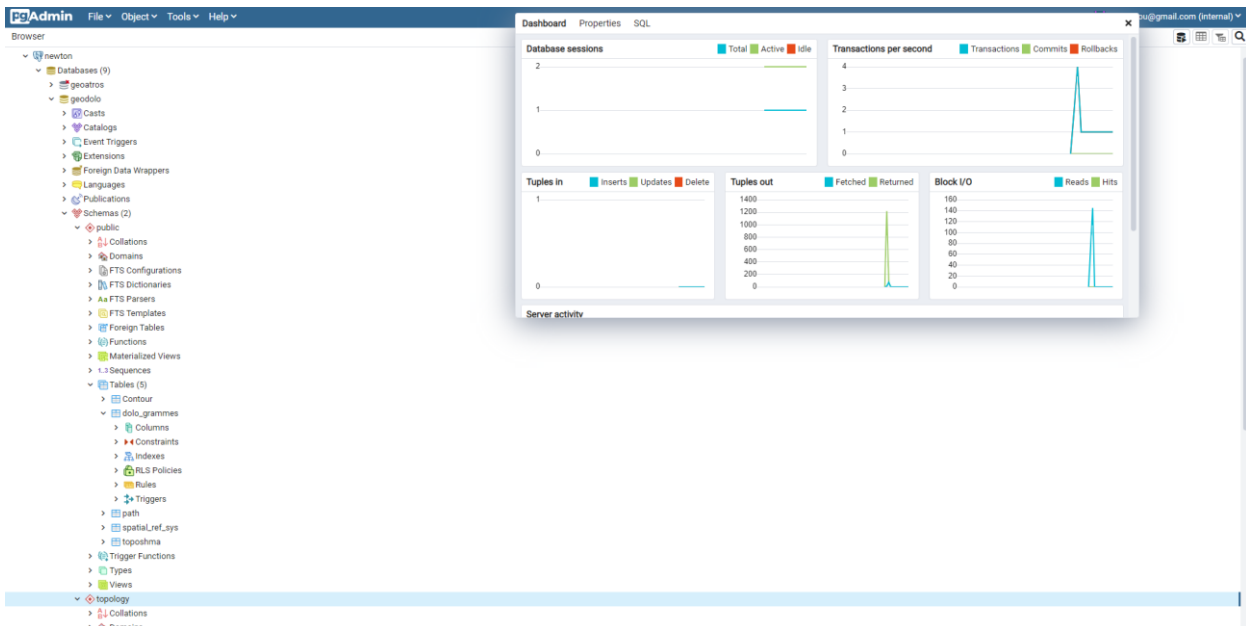 pgAdmin File Object Tools Help
ou@gmail.com (internal)
Browser
newton
Databases (9)
geoatros
geodolo
Casts
Catalogs
Event Triggers
Extensions
Foreign Data Wrappers
Languages
Publications
Schemas (2)
public
Collations
Domains
FTS Configurations
FTS Dictionaries
Aa FTS Parsers
FTS Templates
Foreign Tables
Functions
Materialized Views
1..3 Sequences
Tables (5)
Contour
dolo_grammes
Columns
Constraints
Indexes
RLS Policies
Rules
Triggers
path
spatial_ref_sys
toposhma
Trigger Functions
Types
Views
topology
Collations
Dashboard Properties SQL
Database sessions Total Active Idle
2
1
0
Transactions per second Transactions Commits Rollbacks
4
3
2
1
0
Tuples in Inserts Updates Delete
1
0
Tuples out Fetched Returned
1400
1200
1000
800
600
400
200
0
Block I/O Reads Hits
160
140
120
100
80
60
40
20
0
Server activity